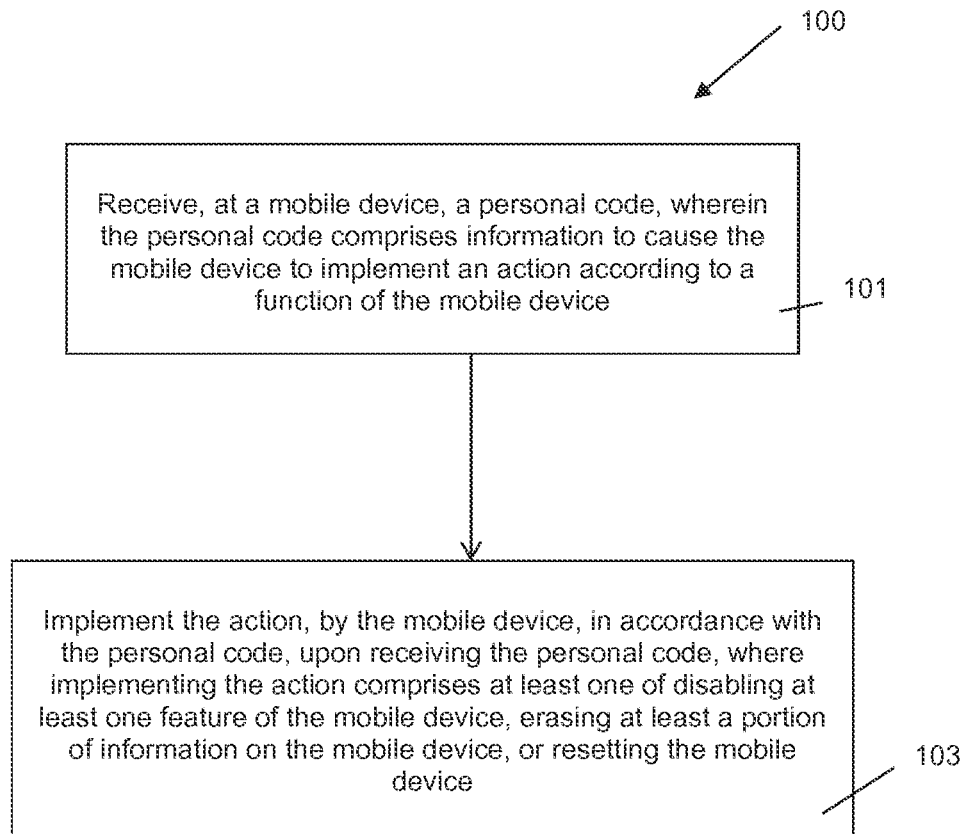 100
Receive, at a mobile device, a personal code, wherein
the personal code comprises information to cause the
mobile device to implement an action according to a
function of the mobile device
101
Implement the action, by the mobile device, in accordance with
the personal code, upon receiving the personal code, where
implementing the action comprises at least one of disabling at
least one feature of the mobile device, erasing at least a portion
of information on the mobile device, or resetting the mobile
device
103